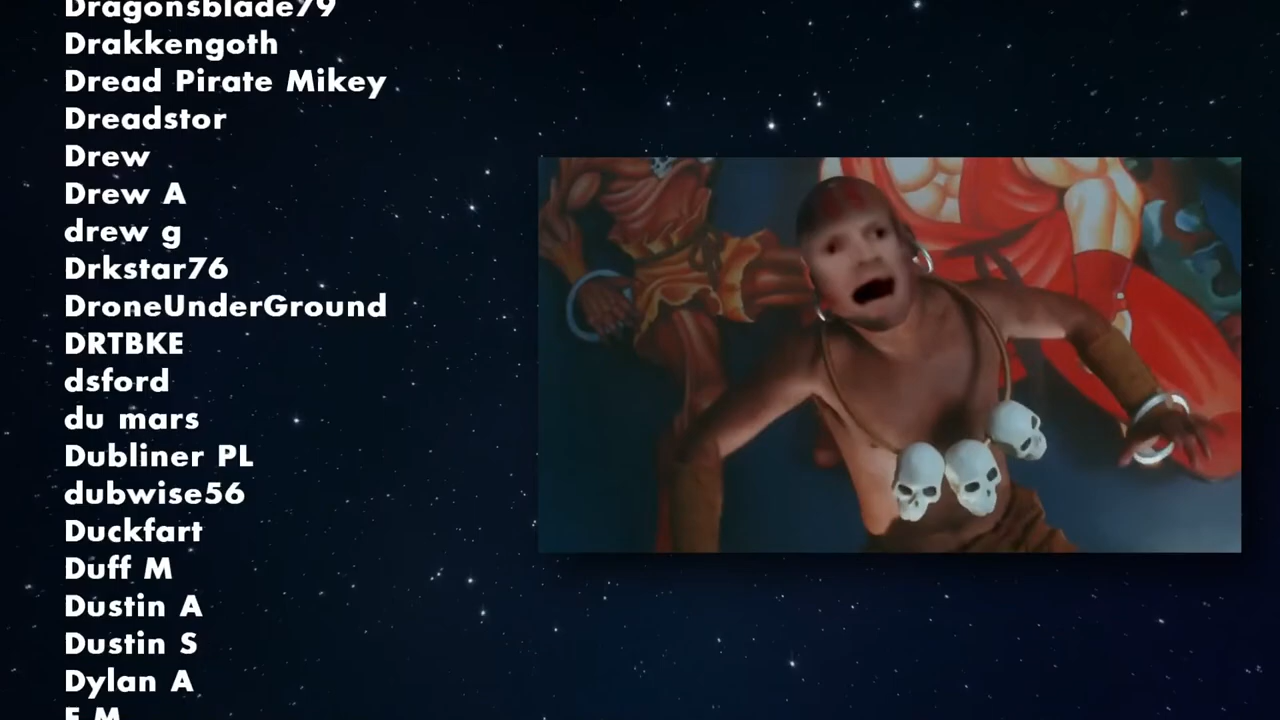 Dragonsblade79
Drakkengoth
Dread Pirate Mikey
Dreadstor
Drew
Drew A
drew g
Drkstar76
DroneUnderGround
DRTBKE
dsford
du mars
Dubliner PL
dubwise56
Duckfart
Duff M
Dustin A
Dustin S
Dylan A
E M